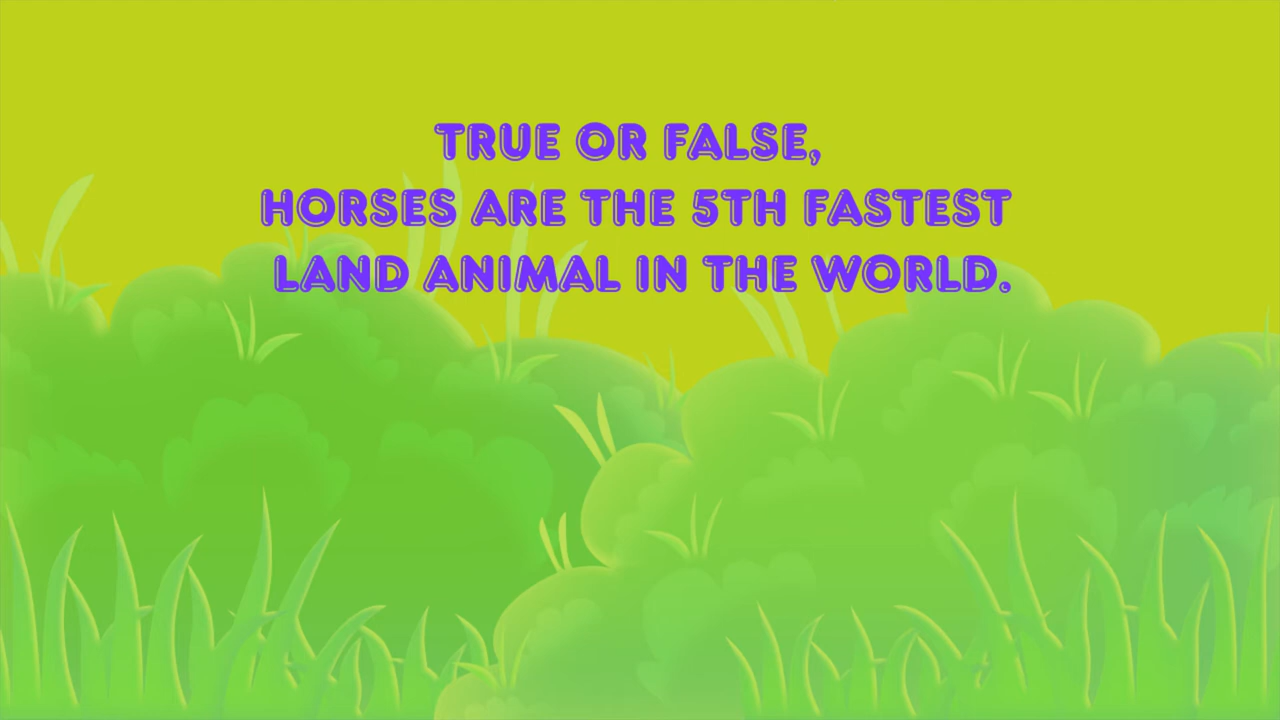 TRUE OR FALSE,
HORSES ARE THE 5TH FASTEST
LAND ANIMAL IN THE WORLD.